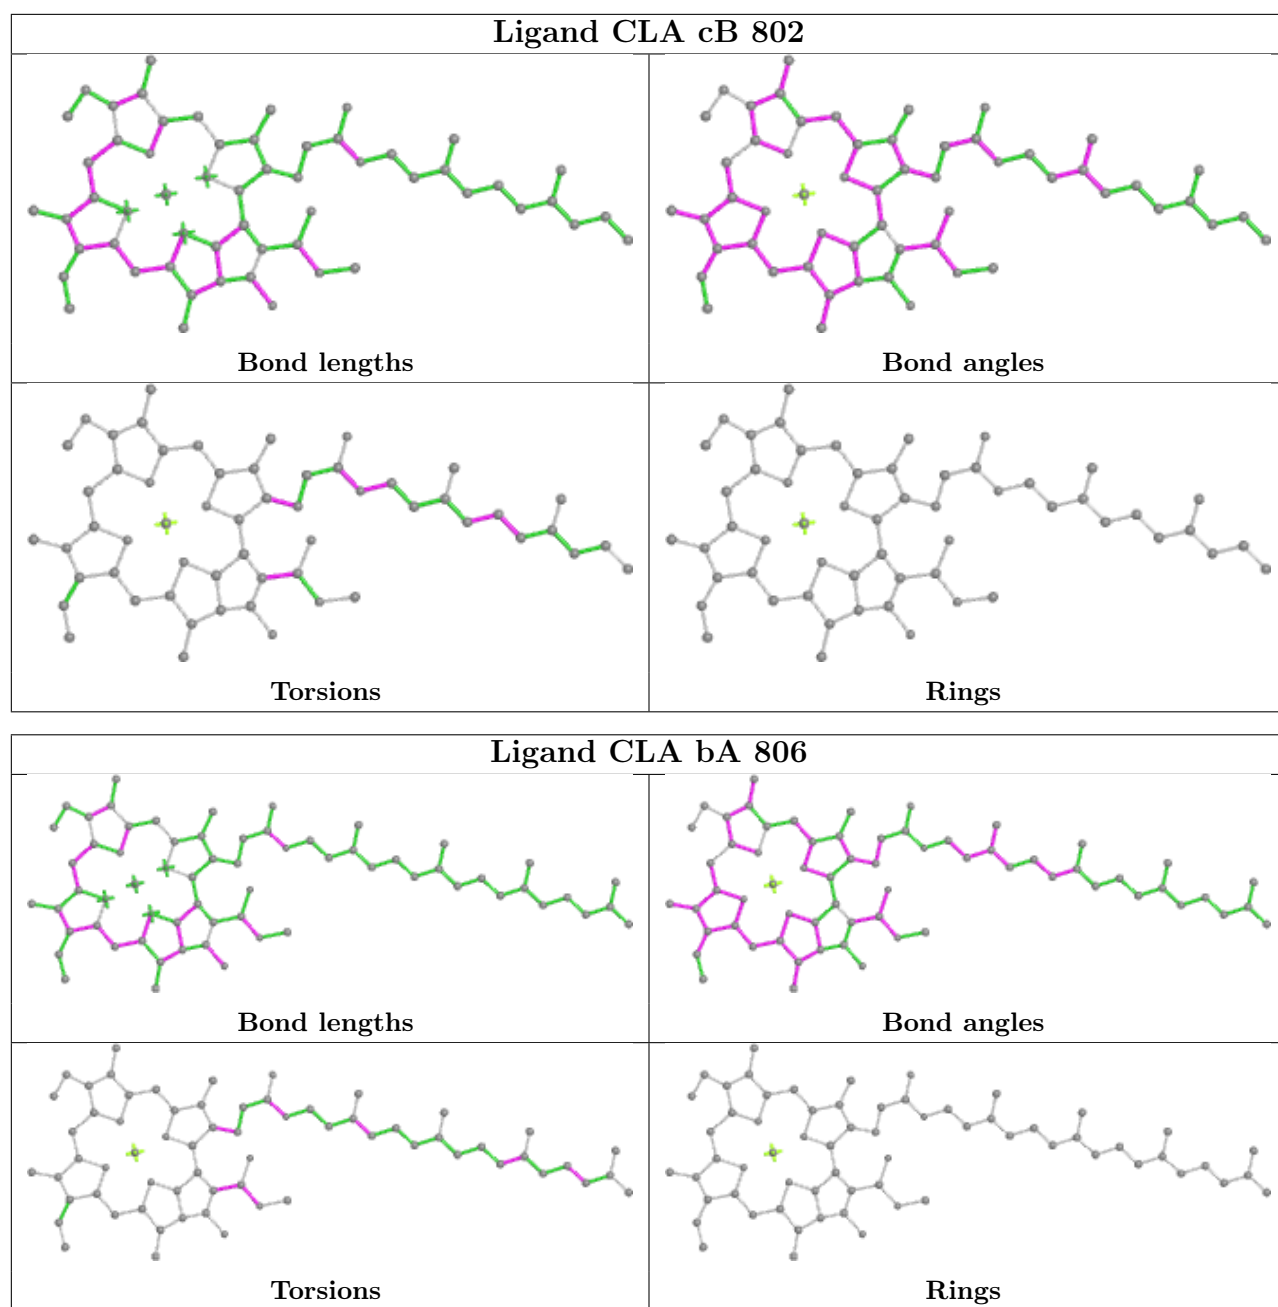 Ligand CLA cB 802
Bond lengths
Bond angles
Torsions
Rings
Ligand CLA bA 806
Bond lengths
Bond angles
Torsions
Rings